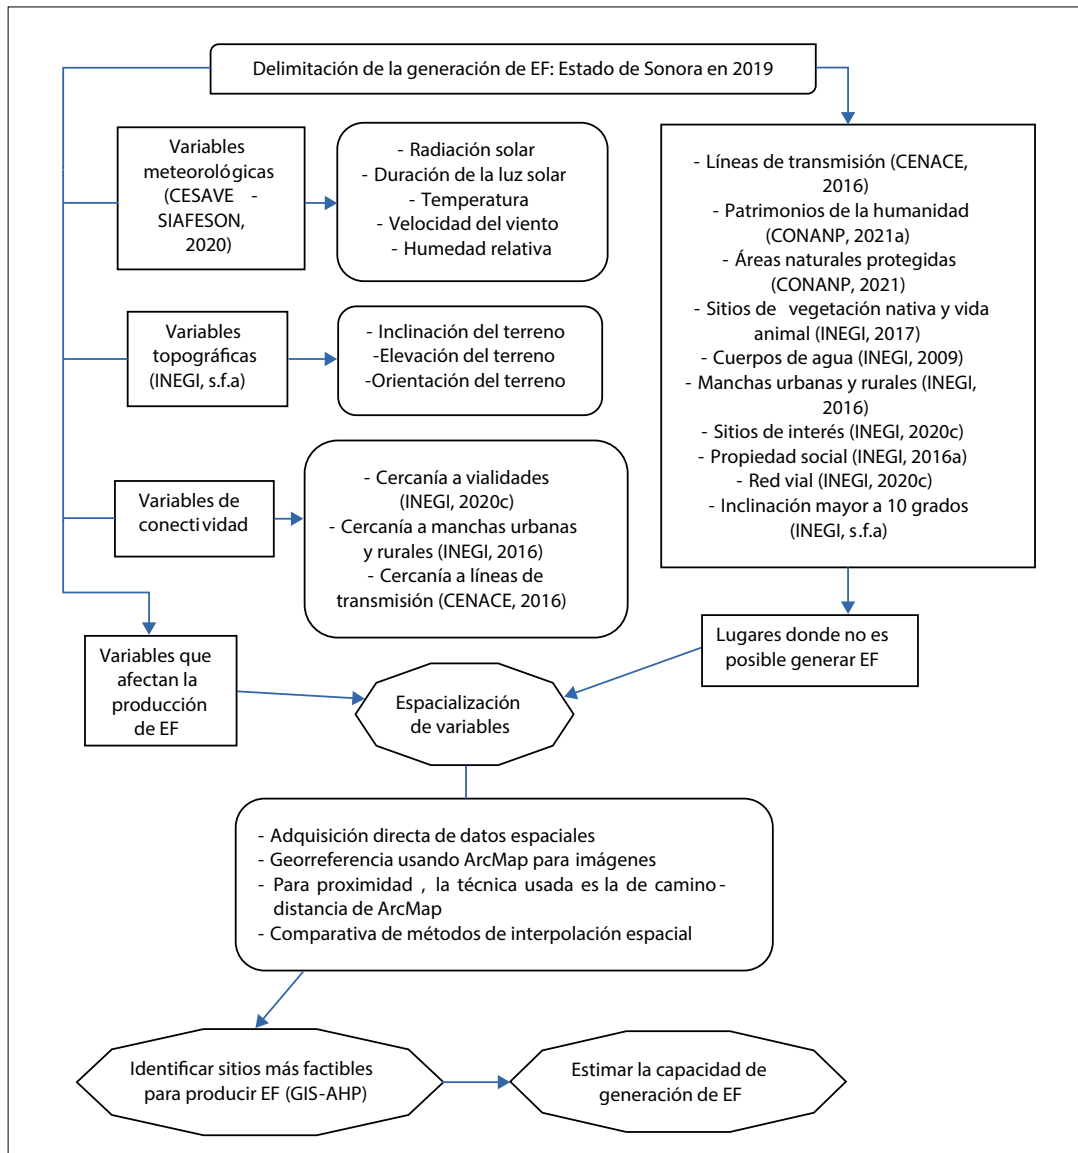 Delimitación de la generación de EF: Estado de Sonora en 2019
Variables
meteorológicas
(CESAVE -
SIAFESON,
2020)
- Radiación solar
- Duración de la luz solar
- Temperatura
- Velocidad del viento
- Humedad relativa
Variables
topográficas
(INEGI, s.f.a)
- Inclinación del terreno
-Elevación del terreno
-Orientación del terreno
Variables de
conectividad
- Cercanía a vialidades
(INEGI, 2020c)
- Cercanía a manchas urbanas
y rurales (INEGI, 2016)
- Cercanía a líneas de
transmisión (CENACE, 2016)
- Líneas de transmisión (CENACE,
2016)
- Patrimonios de la humanidad
(CONANP, 2021a)
- Áreas naturales protegidas
(CONANP, 2021)
- Sitios de vegetación nativa y vida
animal (INEGI, 2017)
- Cuerpos de agua (INEGI, 2009)
- Manchas urbanas y rurales (INEGI,
2016)
- Sitios de interés (INEGI, 2020c)
- Propiedad social (INEGI, 2016a)
- Red vial (INEGI, 2020c)
- Inclinación mayor a 10 grados
(INEGI, s.f.a)
Variables que
afectan la
producción
de EF
Lugares donde no es
posible generar EF
Espacialización
de variables
- Adquisición directa de datos espaciales
- Georreferencia usando ArcMap para imágenes
- Para proximidad , la técnica usada es la de camino-
distancia de ArcMap
- Comparativa de métodos de interpolación espacial
Identificar sitios más factibles
para producir EF (GIS-AHP)
Estimar la capacidad de
generación de EF